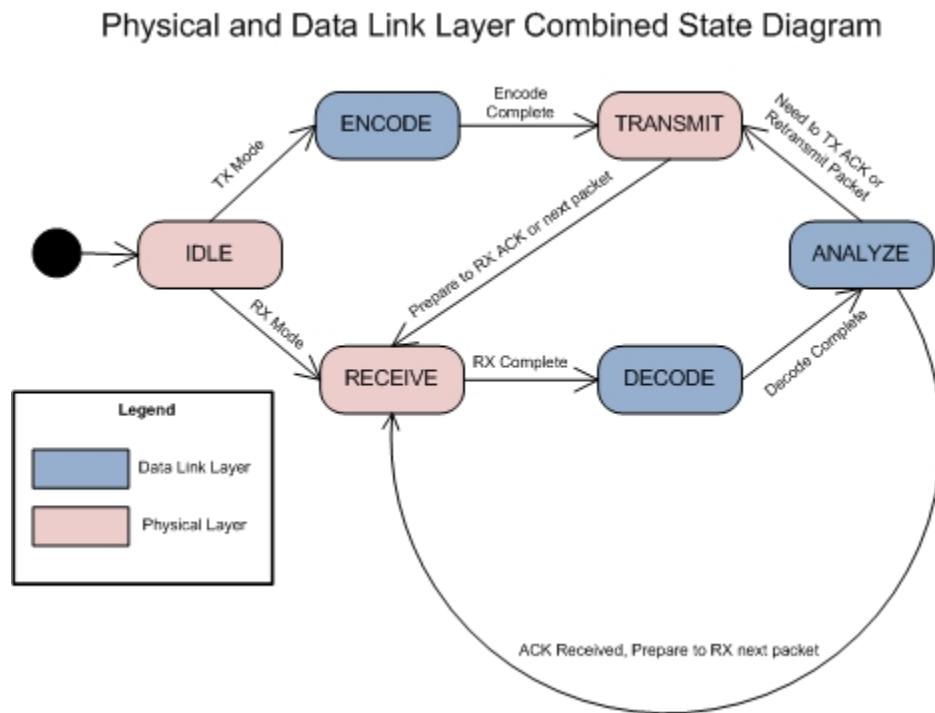 Physical and Data Link Layer Combined State Diagram
ENCODE
Encode
Complete
TRANSMIT
Need to TX ACK or
Retransmit Packet
TX Mode
Prepare to RX ACK or next packet
IDLE
ANALYZE
RX Mode
RECEIVE
RX Complete
DECODE
Decode Complete
Legend
Data Link Layer
Physical Layer
ACK Received, Prepare to RX next packet